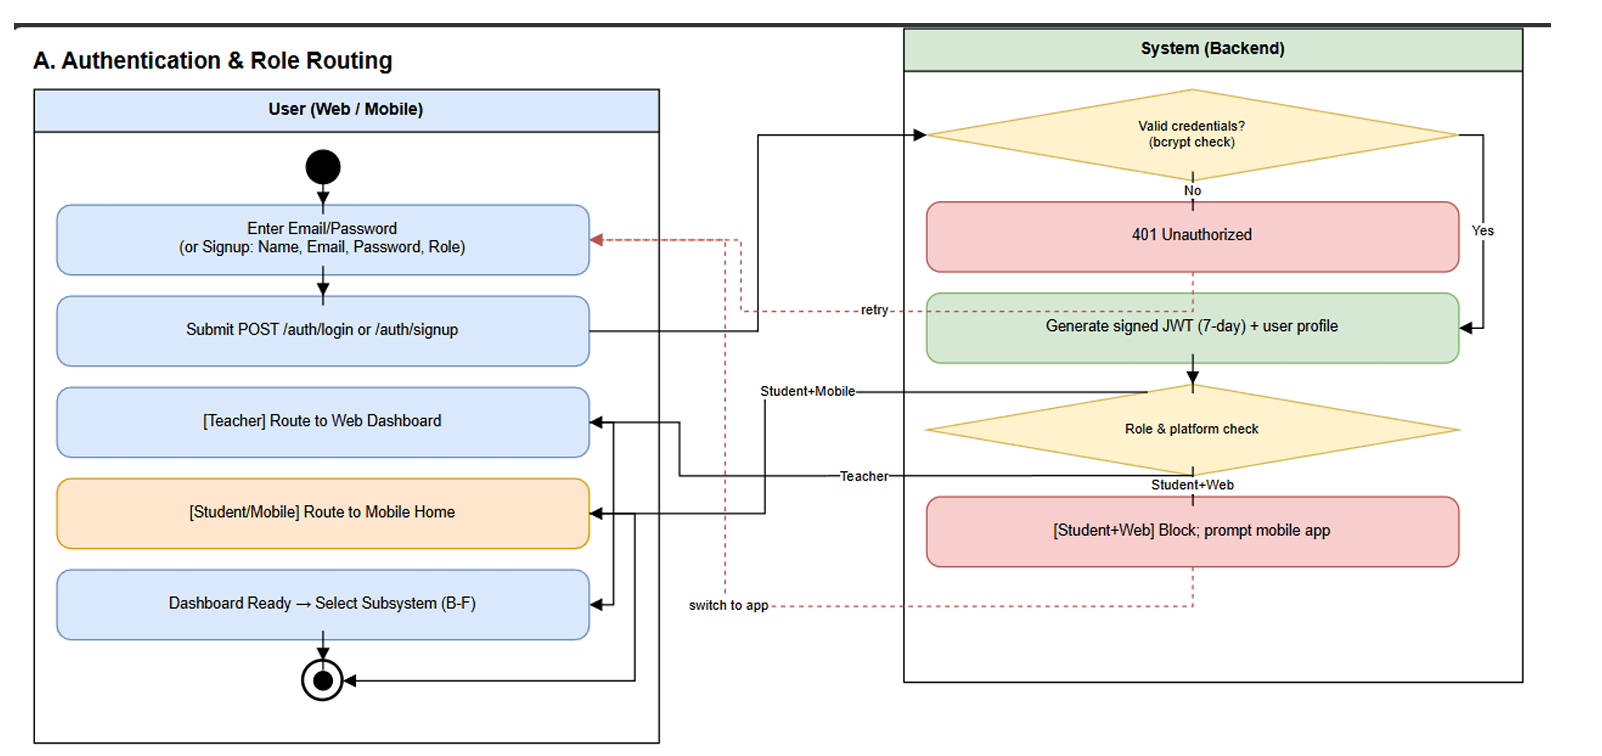 A. Authentication & Role Routing
User (Web / Mobile)
Enter Email/Password
(or Signup: Name, Email, Password, Role)
Submit POST /auth/login or /auth/signup
[Teacher] Route to Web Dashboard
[Student/Mobile] Route to Mobile Home
Dashboard Ready → Select Subsystem (B-F)
System (Backend)
Valid credentials?
(bcrypt check)
No
401 Unauthorized
Yes
retry
Generate signed JWT (7-day) + user profile
Student+Mobile
Role & platform check
Teacher
Student+Web
[Student+Web] Block; prompt mobile app
switch to app